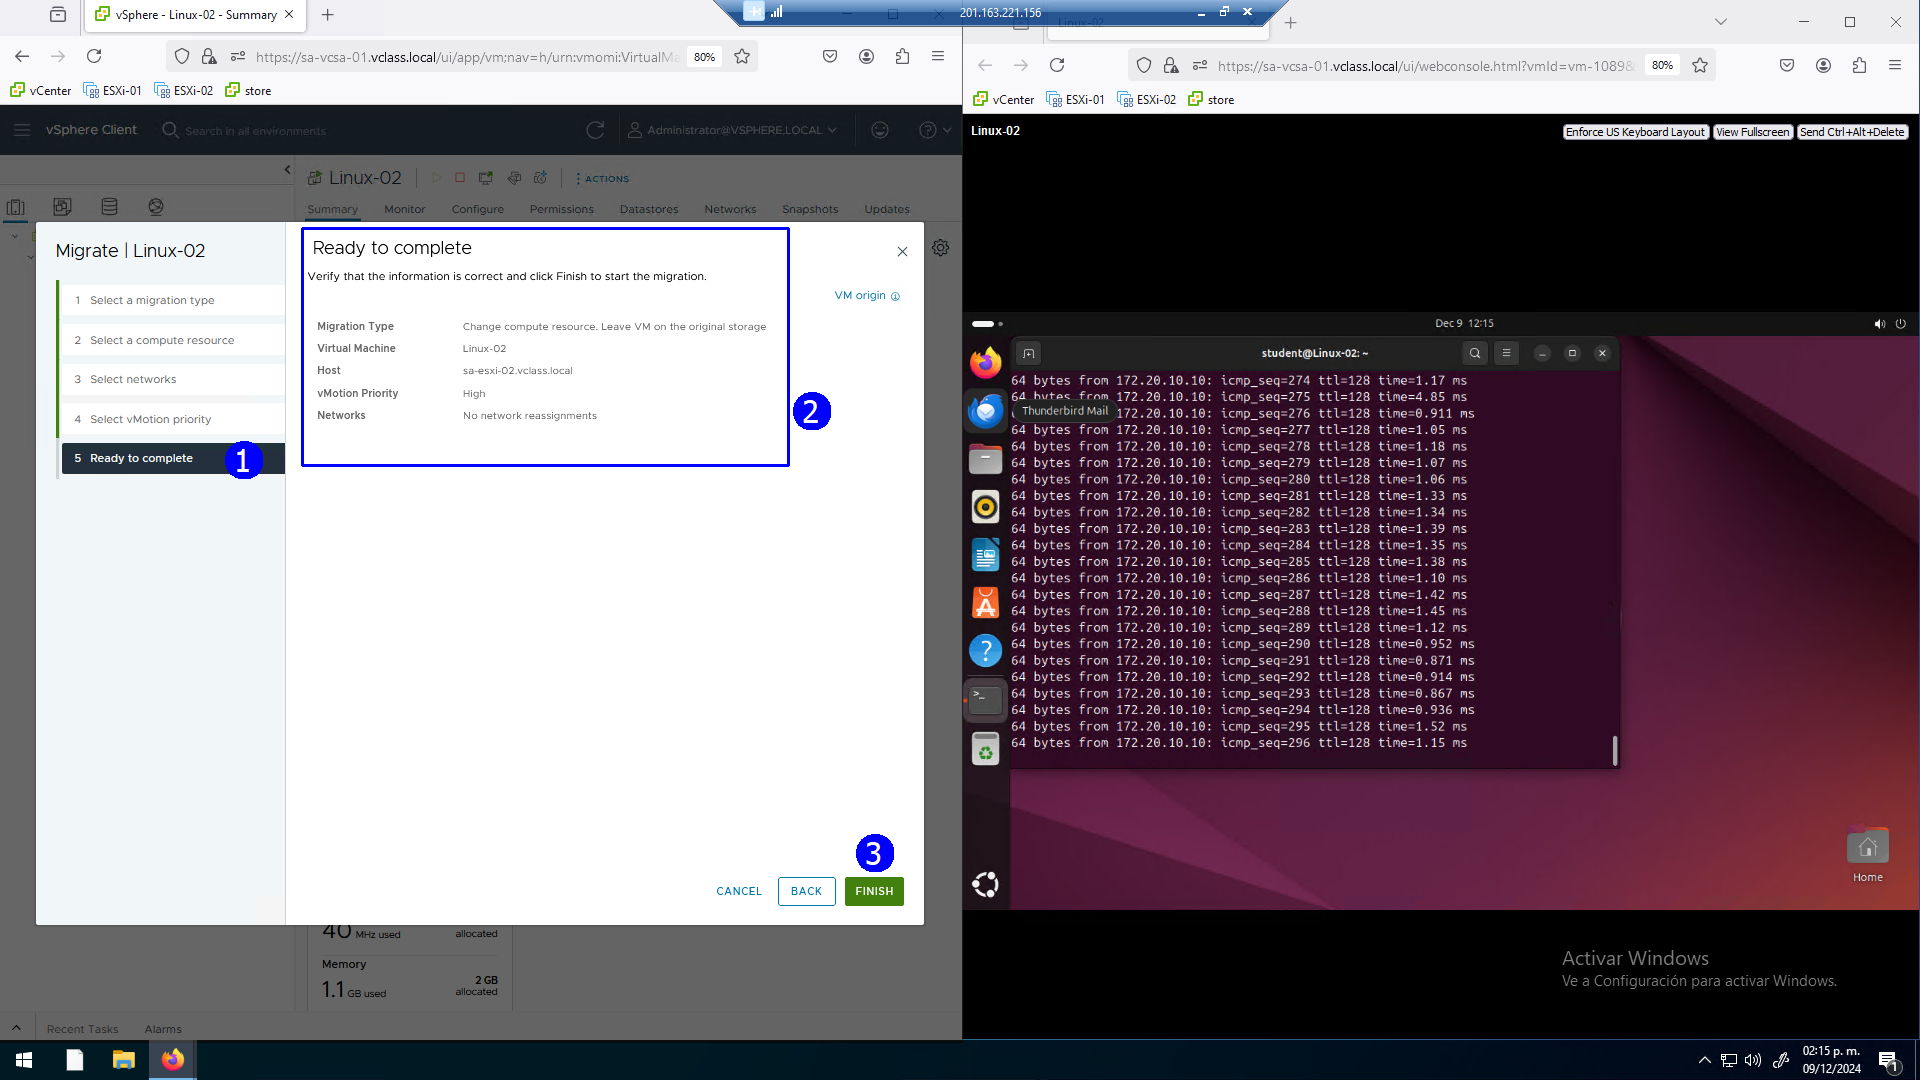 vSphere - Linux-02 - Summary
201.163.221.156
Linux-02
https://sa-vcsa-01.vclass.local/ui/app/vm;nav=h/urn:vmomi:VirtualMa
80%
https://sa-vcsa-01.vclass.local/ui/webconsole.html?vmId=vm-1089&
80%
vCenter
ESXi-01
ESXi-02
store
vCenter
ESXi-01
ESXi-02
store
vSphere Client
Search in all environments
Administrator@VSPHERE.LOCAL
Linux-02
Enforce US Keyboard Layout
View Fullscreen
Send Ctrl+Alt+Delete
Linux-02
ACTIONS
Summary
Monitor
Configure
Permissions
Datastores
Networks
Snapshots
Updates
Migrate | Linux-02
1 Select a migration type
2 Select a compute resource
3 Select networks
4 Select vMotion priority
5 Ready to complete
1
Ready to complete
Verify that the information is correct and click Finish to start the migration.
VM origin
Migration Type Change compute resource. Leave VM on the original storage
Virtual Machine Linux-02
Host sa-esxi-02.vclass.local
vMotion Priority High
Networks No network reassignments
2
3
CANCEL
BACK
FINISH
40 MHz used
allocated
Memory
1.1 GB used
2 GB
allocated
Recent Tasks
Alarms
Dec 9 12:15
student@Linux-02: ~
64 bytes from 172.20.10.10: icmp_seq=274 ttl=128 time=1.17 ms
64 bytes from 172.20.10.10: icmp_seq=275 ttl=128 time=4.85 ms
Thunderbird Mail
icmp_seq=276 ttl=128 time=0.911 ms
64 bytes from 172.20.10.10: icmp_seq=277 ttl=128 time=1.05 ms
64 bytes from 172.20.10.10: icmp_seq=278 ttl=128 time=1.18 ms
64 bytes from 172.20.10.10: icmp_seq=279 ttl=128 time=1.07 ms
64 bytes from 172.20.10.10: icmp_seq=280 ttl=128 time=1.06 ms
64 bytes from 172.20.10.10: icmp_seq=281 ttl=128 time=1.33 ms
64 bytes from 172.20.10.10: icmp_seq=282 ttl=128 time=1.34 ms
64 bytes from 172.20.10.10: icmp_seq=283 ttl=128 time=1.39 ms
64 bytes from 172.20.10.10: icmp_seq=284 ttl=128 time=1.35 ms
64 bytes from 172.20.10.10: icmp_seq=285 ttl=128 time=1.38 ms
64 bytes from 172.20.10.10: icmp_seq=286 ttl=128 time=1.10 ms
64 bytes from 172.20.10.10: icmp_seq=287 ttl=128 time=1.42 ms
64 bytes from 172.20.10.10: icmp_seq=288 ttl=128 time=1.45 ms
64 bytes from 172.20.10.10: icmp_seq=289 ttl=128 time=1.12 ms
64 bytes from 172.20.10.10: icmp_seq=290 ttl=128 time=0.952 ms
64 bytes from 172.20.10.10: icmp_seq=291 ttl=128 time=0.871 ms
64 bytes from 172.20.10.10: icmp_seq=292 ttl=128 time=0.914 ms
64 bytes from 172.20.10.10: icmp_seq=293 ttl=128 time=0.867 ms
64 bytes from 172.20.10.10: icmp_seq=294 ttl=128 time=0.936 ms
64 bytes from 172.20.10.10: icmp_seq=295 ttl=128 time=1.52 ms
64 bytes from 172.20.10.10: icmp_seq=296 ttl=128 time=1.15 ms
Home
Activar Windows
Ve a Configuración para activar Windows.
02:15 p. m.
09/12/2024
1